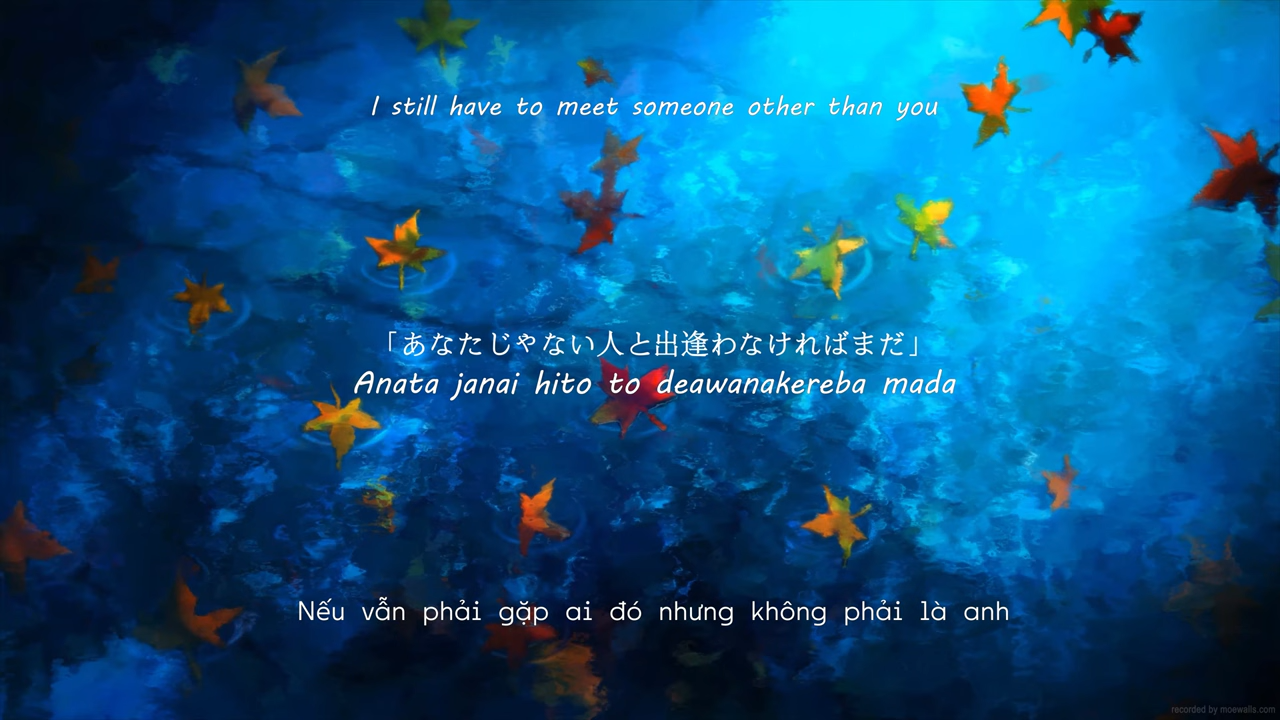 I still have to meet someone other than you
「あなたじゃない人と出逢わなければまだ」
Anata janai hito to deawanakereba mada
Nếu vẫn phải gặp ai đó nhưng không phải là anh
recorded by moewalls.com